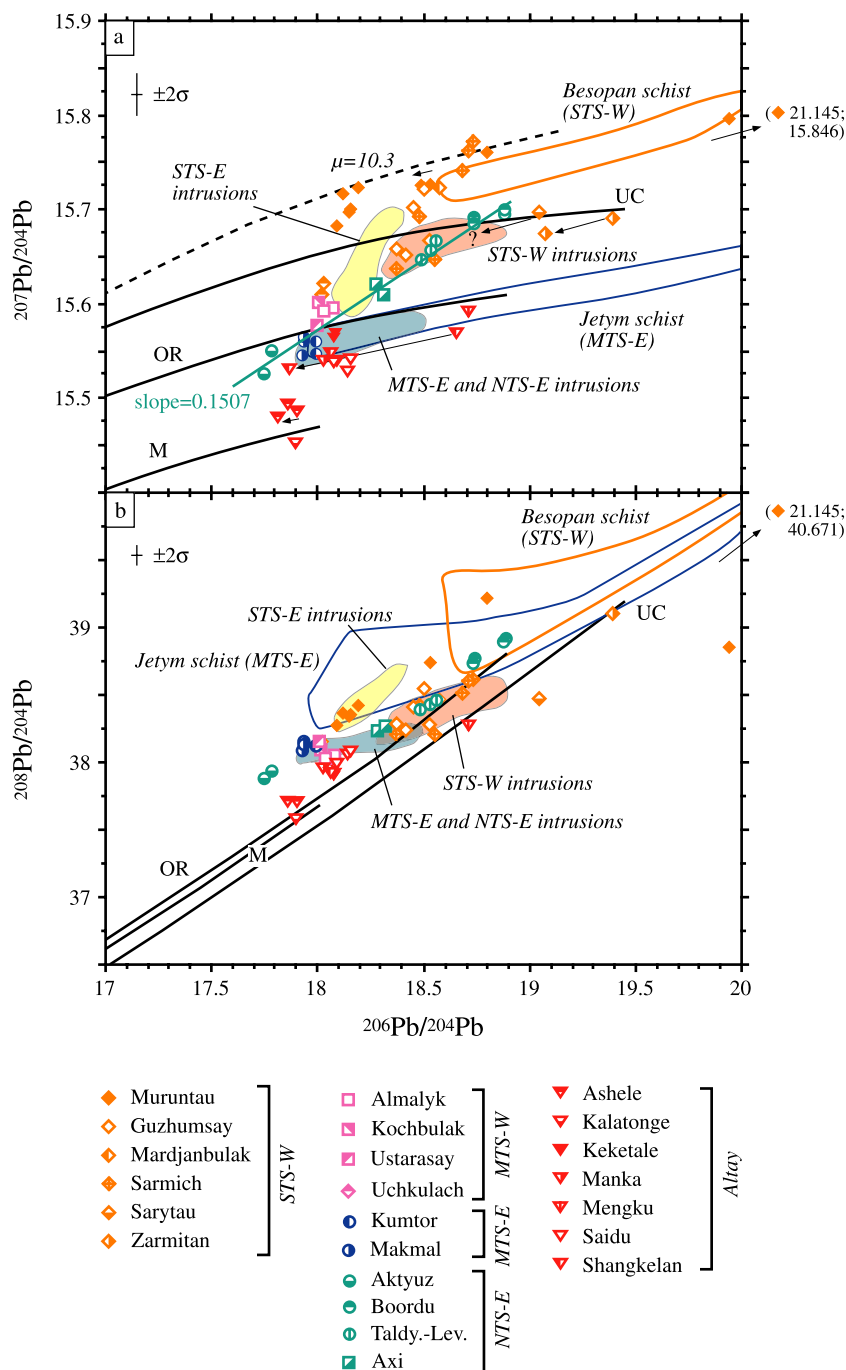 15.9
a
±2σ
Besopan schist
(STS-W)
( 21.145;
15.846)
15.8
μ=10.3
STS-E
intrusions
UC
15.7
?
STS-W intrusions
207Pb/204Pb
15.6
Jetym schist
(MTS-E)
OR
MTS-E and NTS-E intrusions
15.5
slope=0.1507
M
b
±2σ
Besopan schist
(STS-W)
( 21.145;
40.671)
39
STS-E intrusions
UC
Jetym schist (MTS-E)
208Pb/204Pb
38
STS-W intrusions
MTS-E and NTS-E intrusions
OR
M
37
17
17.5
18
18.5
19
19.5
20
206Pb/204Pb
Muruntau
Guzhumsay
Mardjanbulak
Sarmich
Sarytau
Zarmitan
STS-W
Almalyk
Kochbulak
Ustarasay
Uchkulach
MTS-W
Kumtor
Makmal
MTS-E
Aktyuz
Boordu
Taldy.-Lev.
Axi
NTS-E
Ashele
Kalatonge
Keketale
Manka
Mengku
Saidu
Shangkelan
Altay